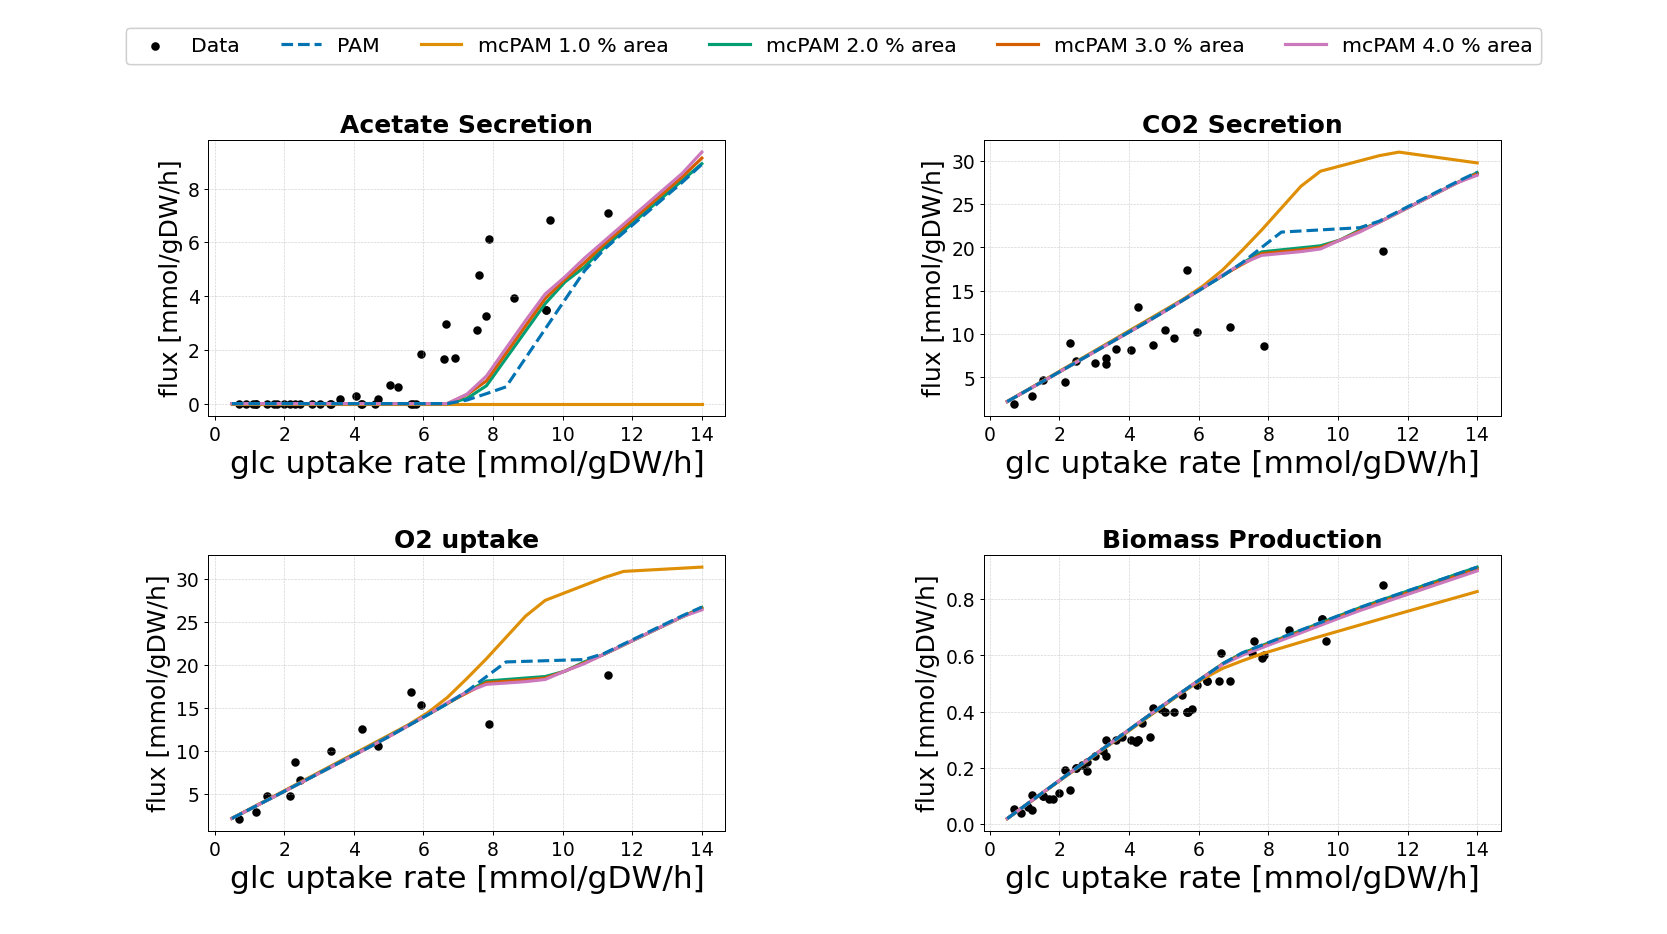 Data PAM mcPAM 1.0 % area mcPAM 2.0 % area mcPAM 3.0 % area mcPAM 4.0 % area
Acetate Secretion
flux [mmol/gDW/h]
8
6
4
2
0
0 2 4 6 8 10 12 14
glc uptake rate [mmol/gDW/h]
CO2 Secretion
flux [mmol/gDW/h]
30
25
20
15
10
5
0 2 4 6 8 10 12 14
glc uptake rate [mmol/gDW/h]
O2 uptake
flux [mmol/gDW/h]
30
25
20
15
10
5
0 2 4 6 8 10 12 14
glc uptake rate [mmol/gDW/h]
Biomass Production
flux [mmol/gDW/h]
0.8
0.6
0.4
0.2
0.0
0 2 4 6 8 10 12 14
glc uptake rate [mmol/gDW/h]